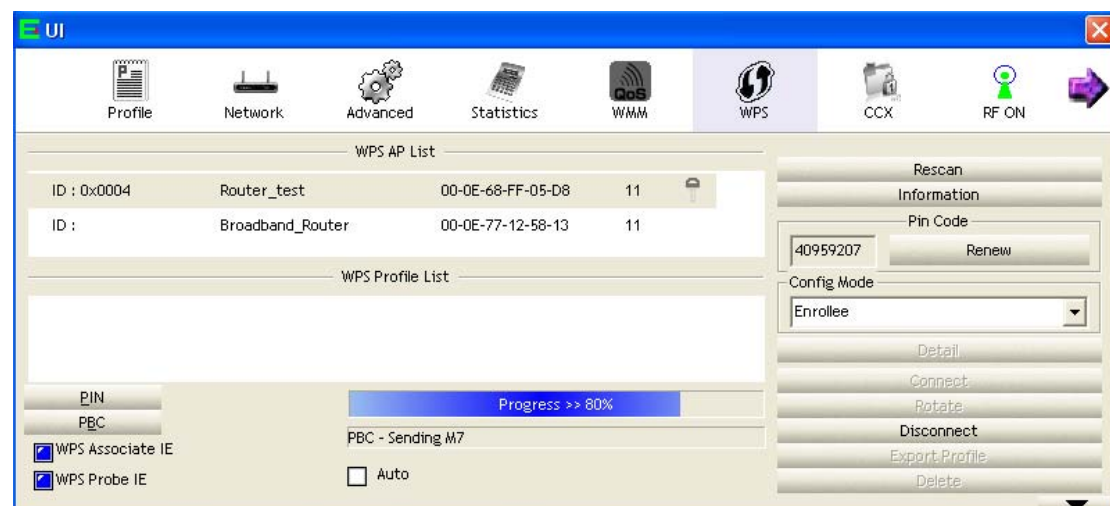 UI
Profile Network Advanced Statistics QoS WMM WPS CCX RF ON
WPS AP List
ID : 0x0004 Router_test 00-0E-68-FF-05-D8 11
ID : Broadband_Router 00-0E-77-12-58-13 11
WPS Profile List
Rescan
Information
Pin Code
40959207 Renew
Config Mode
Enrollee
Detail
Connect
Rotate
Disconnect
Export Profile
Delete
PIN
PBC
WPS Associate IE
WPS Probe IE
Progress >> 80%
PBC - Sending M7
Auto